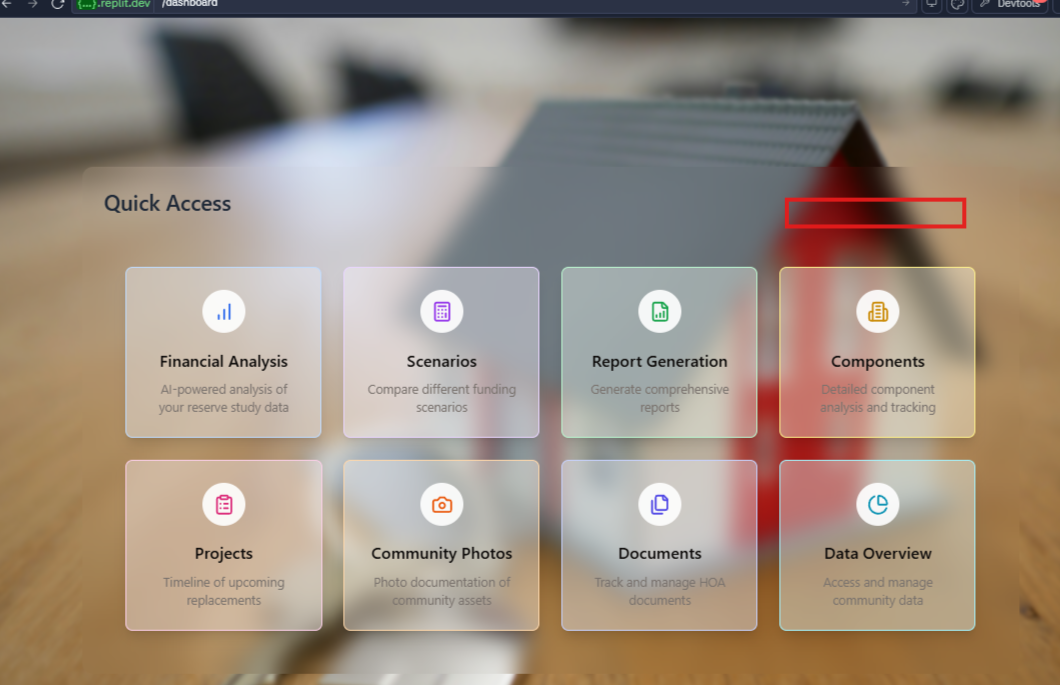 {...}.replit.dev /dashboard
Devtools
Quick Access
Financial Analysis
AI-powered analysis of
your reserve study data
Scenarios
Compare different funding
scenarios
Report Generation
Generate comprehensive
reports
Components
Detailed component
analysis and tracking
Projects
Timeline of upcoming
replacements
Community Photos
Photo documentation of
community assets
Documents
Track and manage HOA
documents
Data Overview
Access and manage
community data